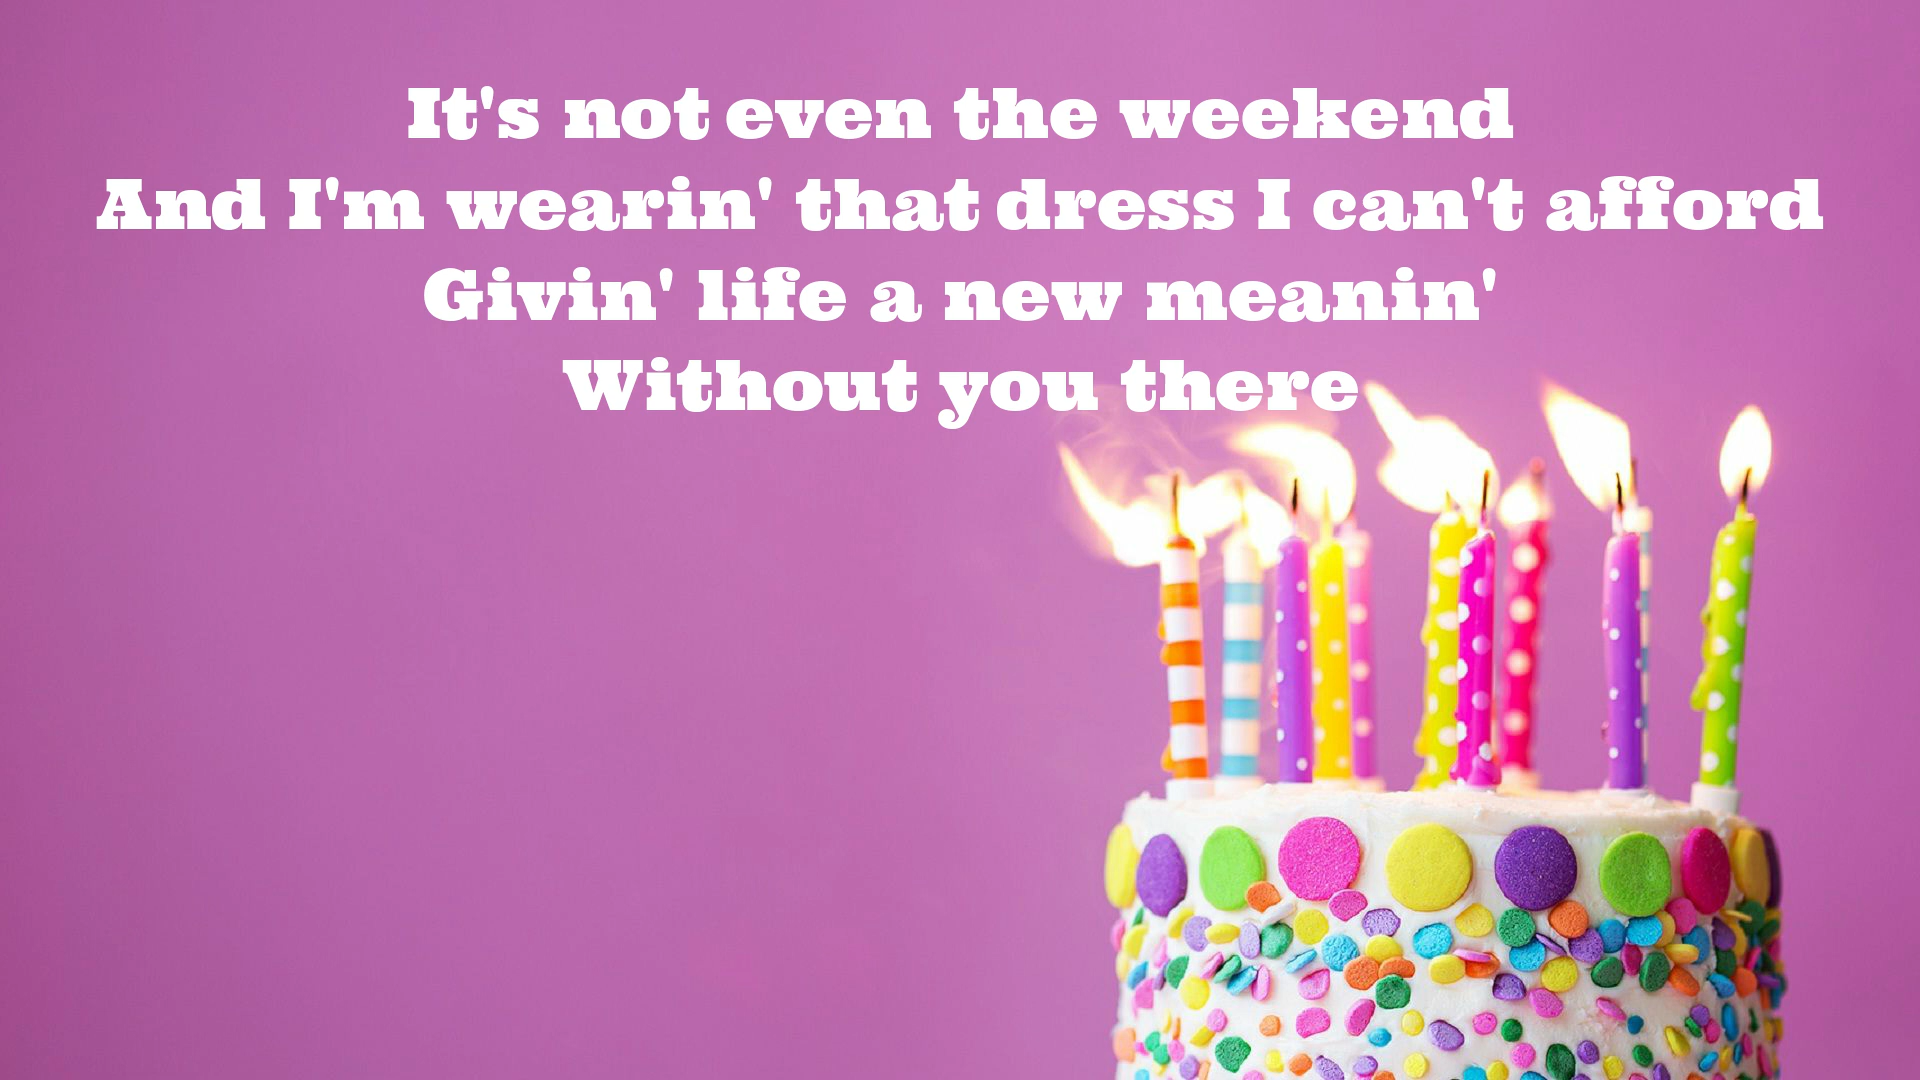 It's not even the weekend
And I'm wearin' that dress I can't afford
Givin' life a new meanin'
Without you there